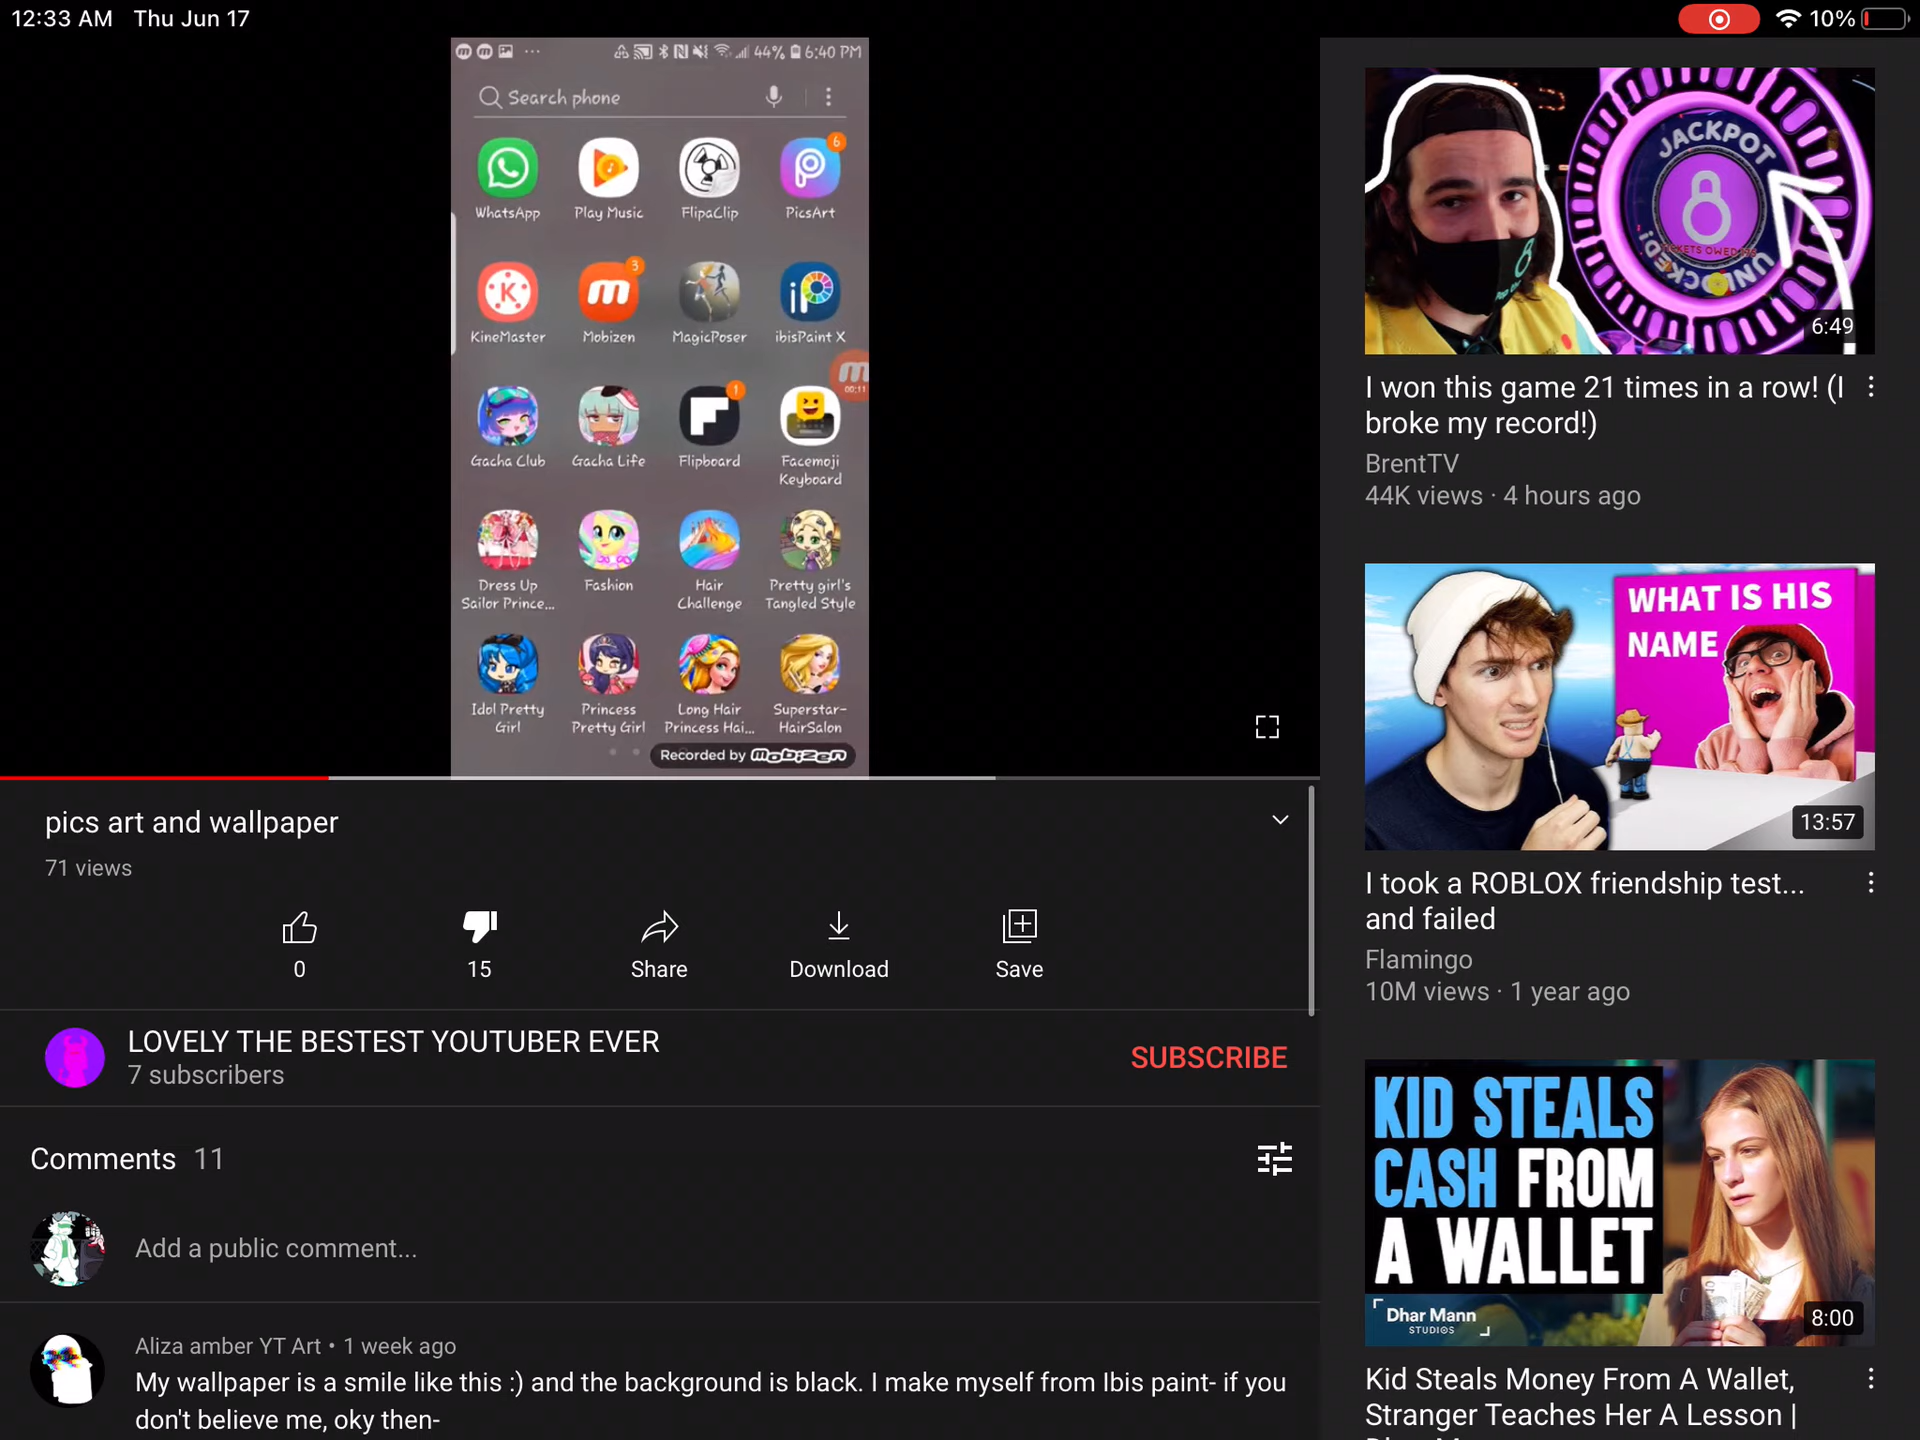 12:33 AM Thu Jun 17
10%
44% 6:40 PM
Search phone
6
WhatsApp Play Music FlipaClip PicsArt
3
KineMaster Mobizen MagicPoser ibisPaint X
00:11
1
Gacha Club Gacha Life Flipboard Facemoji
Keyboard
Dress Up Fashion Hair Pretty girl's
Sailor Prince... Challenge Tangled Style
Idol Pretty Princess Long Hair Superstar-
Girl Pretty Girl Princess Hai... HairSalon
Recorded by mobizen
pics art and wallpaper
71 views
0 15 Share Download Save
LOVELY THE BESTEST YOUTUBER EVER
7 subscribers
SUBSCRIBE
Comments 11
Add a public comment...
Aliza amber YT Art • 1 week ago
My wallpaper is a smile like this :) and the background is black. I make myself from Ibis paint- if you
don't believe me, oky then-
JACKPOT
TICKETS OWED
UNLOCKED!
6:49
I won this game 21 times in a row! (I
broke my record!)
BrentTV
44K views · 4 hours ago
WHAT IS HIS
NAME
13:57
I took a ROBLOX friendship test...
and failed
Flamingo
10M views · 1 year ago
KID STEALS
CASH FROM
A WALLET
Dhar Mann
STUDIOS
8:00
Kid Steals Money From A Wallet,
Stranger Teaches Her A Lesson |